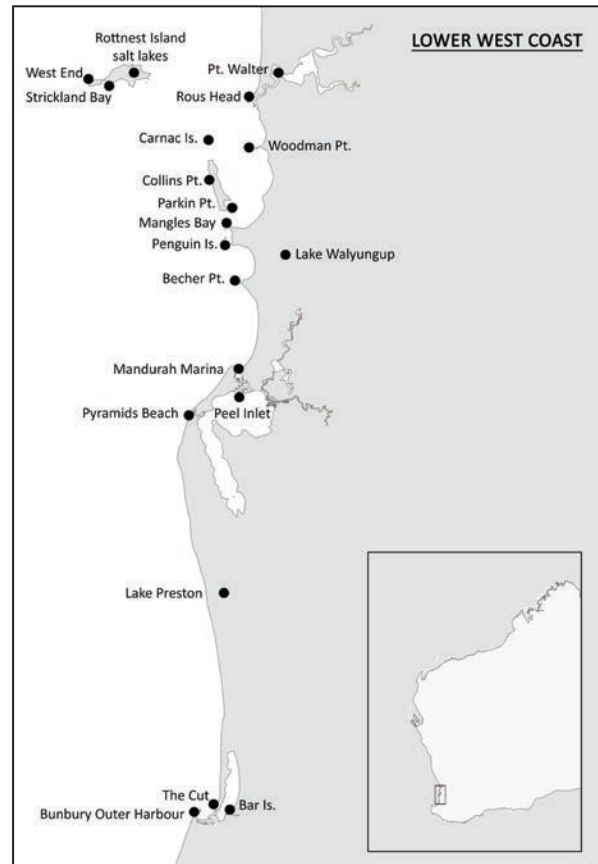 LOWER WEST COAST
Rottnest Island
salt lakes
West End
Strickland Bay
Pt. Walter
Rous Head
Carnac Is.
Woodman Pt.
Collins Pt.
Parkin Pt.
Mangles Bay
Penguin Is.
Lake Walyungup
Becher Pt.
Mandurah Marina
Pyramids Beach
Peel Inlet
Lake Preston
The Cut
Bunbury Outer Harbour
Bar Is.